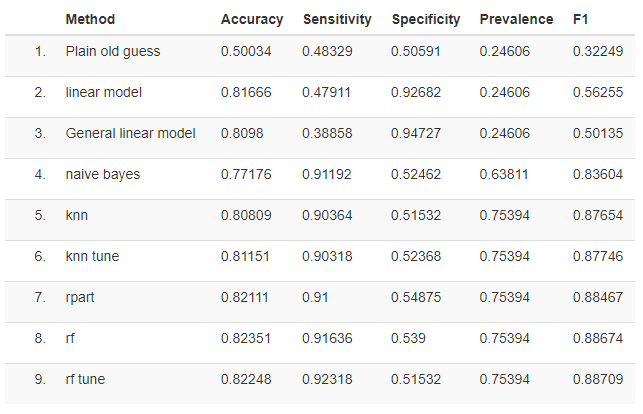 Method Accuracy Sensitivity Specificity Prevalence F1
1. Plain old guess 0.50034 0.48329 0.50591 0.24606 0.32249
2. linear model 0.81666 0.47911 0.92682 0.24606 0.56255
3. General linear model 0.8098 0.38858 0.94727 0.24606 0.50135
4. naive bayes 0.77176 0.91192 0.52462 0.63811 0.83604
5. knn 0.80809 0.90364 0.51532 0.75394 0.87654
6. knn tune 0.81151 0.90318 0.52368 0.75394 0.87746
7. rpart 0.82111 0.91 0.54875 0.75394 0.88467
8. rf 0.82351 0.91636 0.539 0.75394 0.88674
9. rf tune 0.82248 0.92318 0.51532 0.75394 0.88709